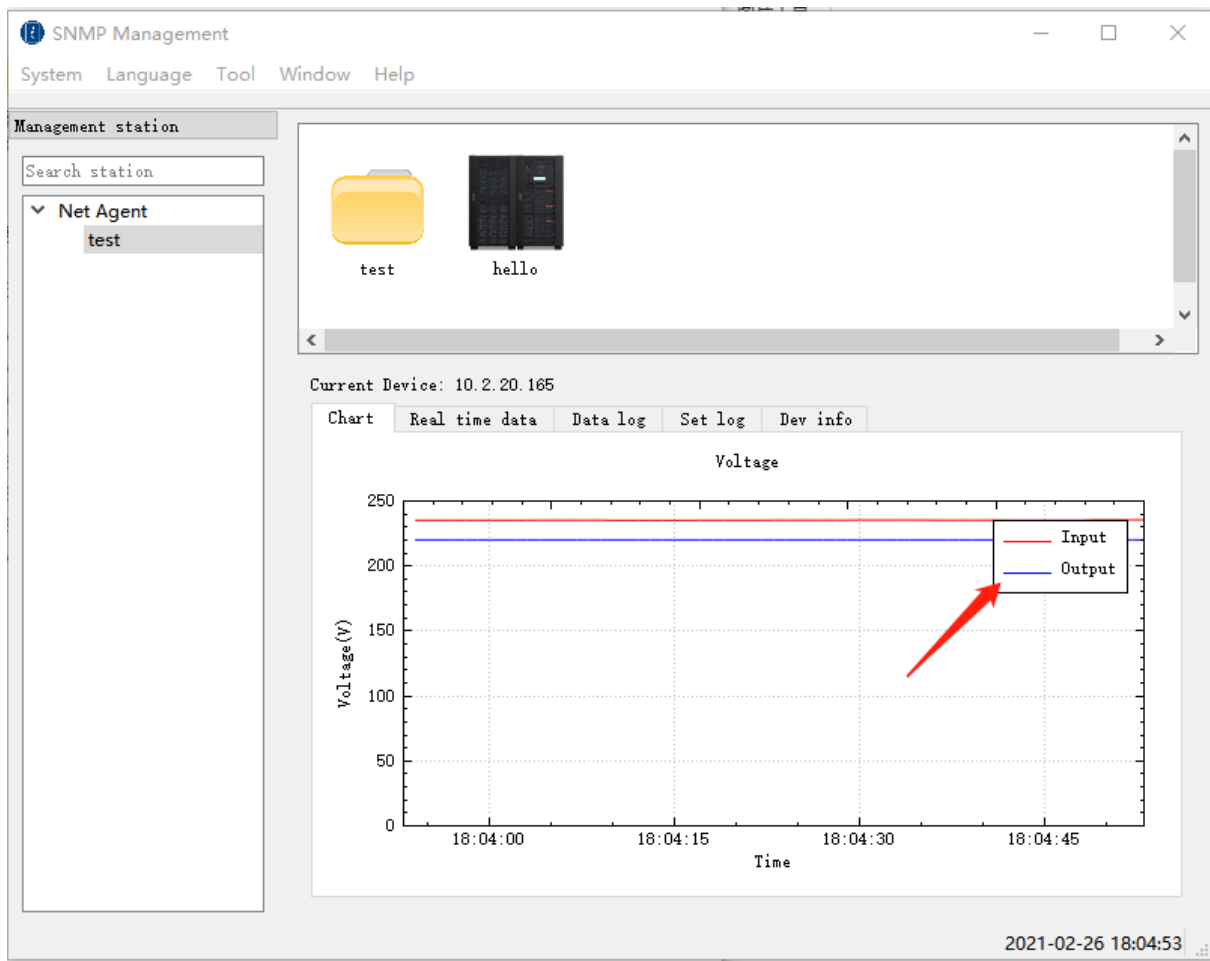 SNMP Management
System Language Tool Window Help
Management station
Search station
Net Agent
test
test hello
Current Device: 10.2.20.165
Chart Real time data Data log Set log Dev info
Voltage
250
200
150
100
50
0
Voltage(V)
Input
Output
18:04:00 18:04:15 18:04:30 18:04:45
Time
2021-02-26 18:04:53